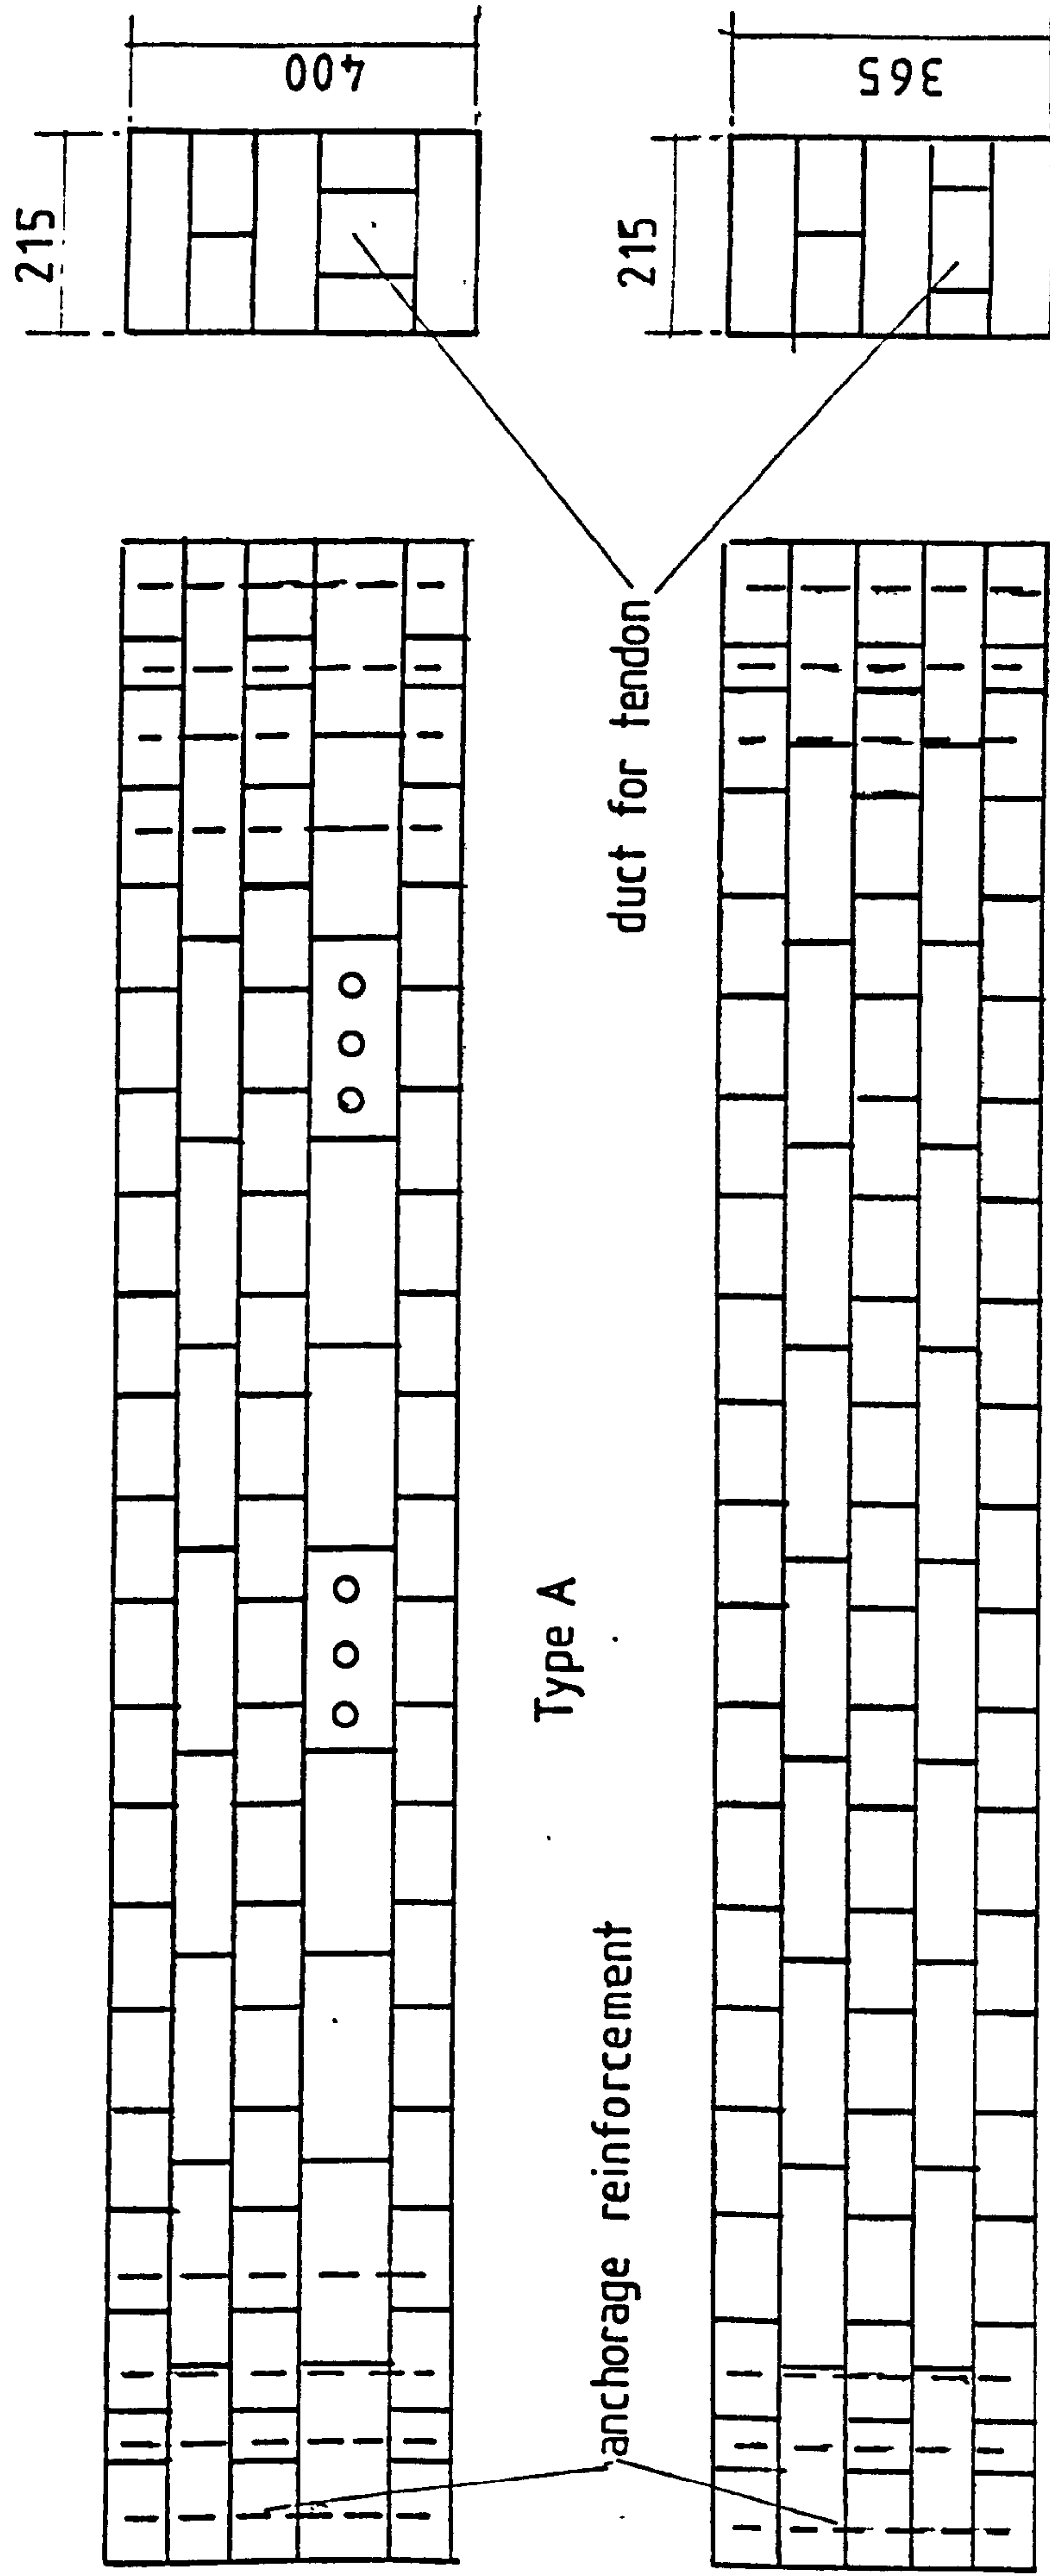 215
400
215
365
duct for tendon
Type A
anchorage reinforcement